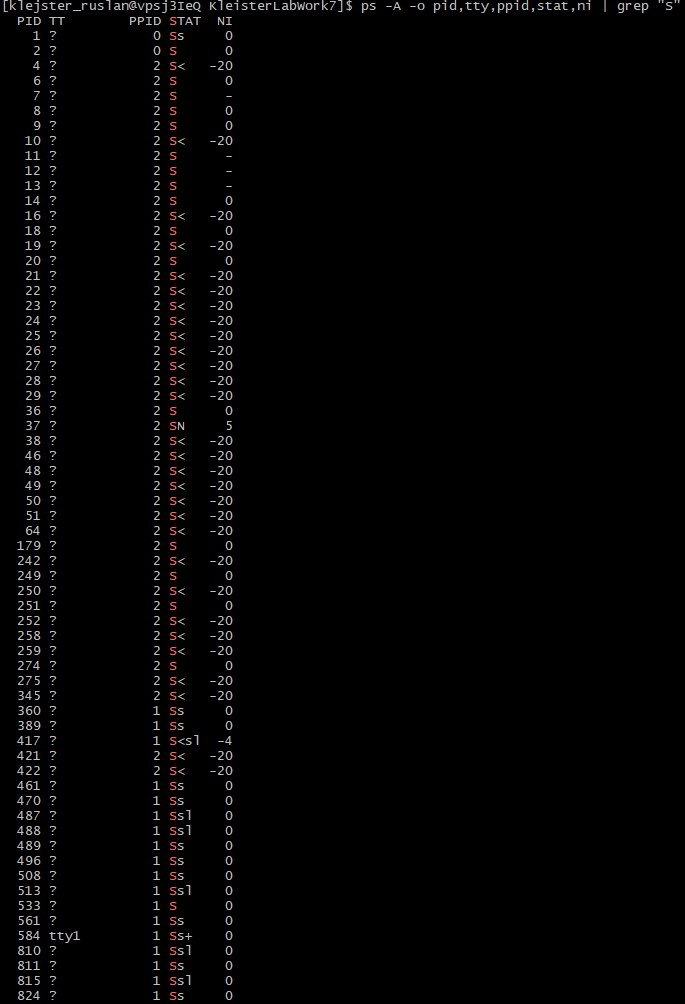 [klejster_ruslan@vpsj3IeQ KleisterLabWork7]$ ps -A -o pid,tty,ppid,stat,ni | grep "S"
PID TT PPID STAT NI
1 ? 0 Ss 0
2 ? 0 S 0
4 ? 2 S< -20
6 ? 2 S 0
7 ? 2 S -
8 ? 2 S 0
9 ? 2 S 0
10 ? 2 S< -20
11 ? 2 S -
12 ? 2 S -
13 ? 2 S -
14 ? 2 S 0
16 ? 2 S< -20
18 ? 2 S 0
19 ? 2 S< -20
20 ? 2 S 0
21 ? 2 S< -20
22 ? 2 S< -20
23 ? 2 S< -20
24 ? 2 S< -20
25 ? 2 S< -20
26 ? 2 S< -20
27 ? 2 S< -20
28 ? 2 S< -20
29 ? 2 S< -20
36 ? 2 S 0
37 ? 2 SN 5
38 ? 2 S< -20
46 ? 2 S< -20
48 ? 2 S< -20
49 ? 2 S< -20
50 ? 2 S< -20
51 ? 2 S< -20
64 ? 2 S< -20
179 ? 2 S 0
242 ? 2 S< -20
249 ? 2 S 0
250 ? 2 S< -20
251 ? 2 S 0
252 ? 2 S< -20
258 ? 2 S< -20
259 ? 2 S< -20
274 ? 2 S 0
275 ? 2 S< -20
345 ? 2 S< -20
360 ? 1 Ss 0
389 ? 1 Ss 0
417 ? 1 S<sl -4
421 ? 2 S< -20
422 ? 2 S< -20
461 ? 1 Ss 0
470 ? 1 Ss 0
487 ? 1 Ssl 0
488 ? 1 Ssl 0
489 ? 1 Ss 0
496 ? 1 Ss 0
508 ? 1 Ss 0
513 ? 1 Ssl 0
533 ? 1 S 0
561 ? 1 Ss 0
584 tty1 1 Ss+ 0
810 ? 1 Ssl 0
811 ? 1 Ss 0
815 ? 1 Ssl 0
824 ? 1 Ss 0